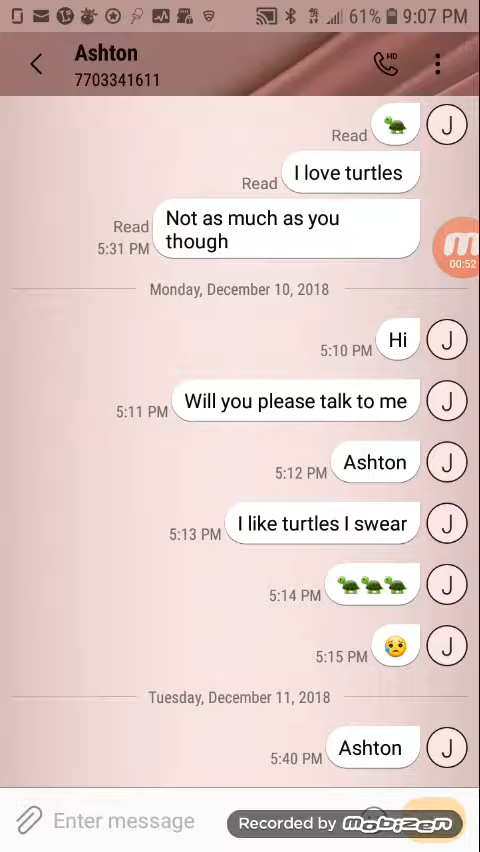 61% 9:07 PM
Ashton
HD
7703341611
Read 🐢 J
Read I love turtles
Read Not as much as you
5:31 PM though
00:52
Monday, December 10, 2018
5:10 PM Hi J
5:11 PM Will you please talk to me J
5:12 PM Ashton J
5:13 PM I like turtles I swear J
5:14 PM 🐢🐢🐢 J
5:15 PM 😢 J
Tuesday, December 11, 2018
5:40 PM Ashton J
Enter message
Recorded by mobizen